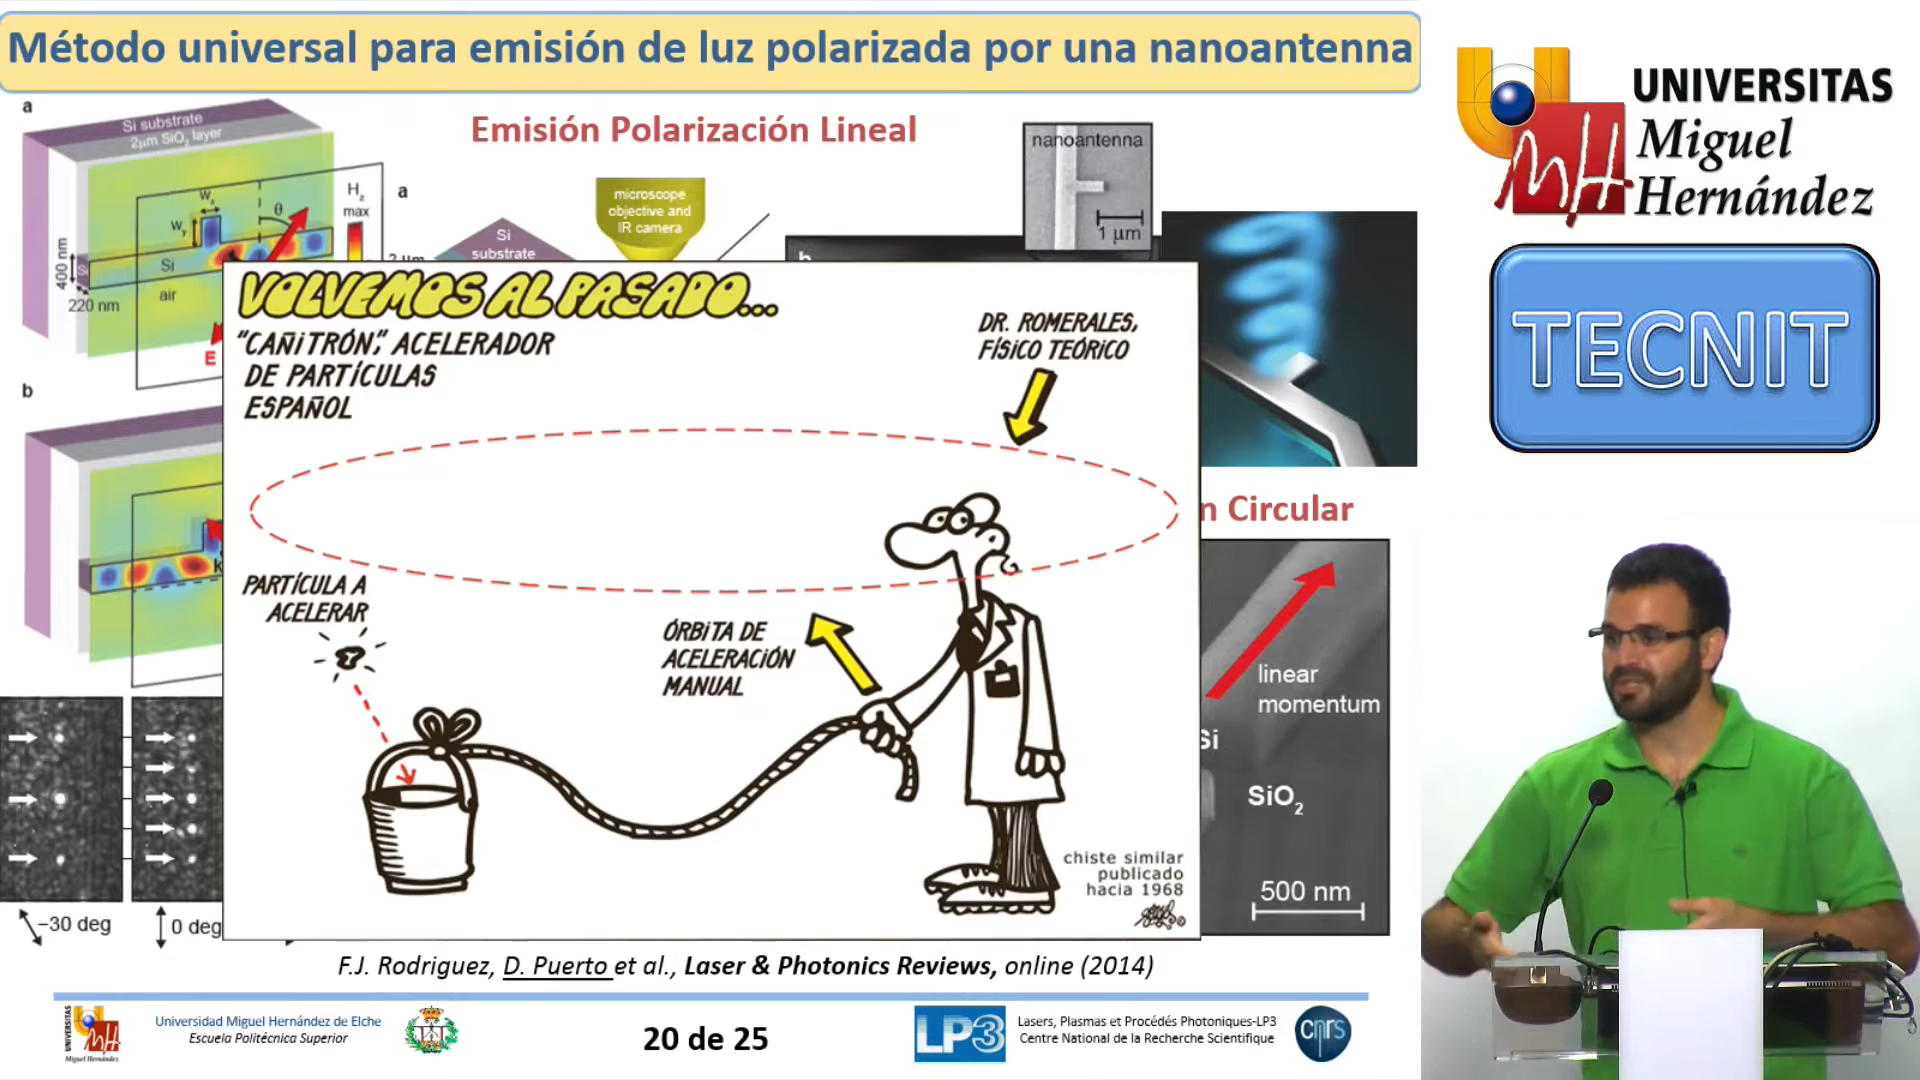 Método universal para emisión de luz polarizada por una nanoantenna
a
Si substrate
2μm SiO2 layer
Emisión Polarización Lineal
nanoantenna
1 μm
Hz
max
wx
wy
θ
400 nm
Si
Si
air
220 nm
E
a
microscope
objective and
IR camera
Si
substrate
b
VOLVEMOS AL PASADO...
"CAÑITRÓN", ACELERADOR
DE PARTÍCULAS
ESPAÑOL
DR. ROMERALES,
FÍSICO TEÓRICO
PARTÍCULA A
ACELERAR
ÓRBITA DE
ACELERACIÓN
MANUAL
chiste similar
publicado
hacia 1968
b
k
n Circular
linear
momentum
Si
SiO2
500 nm
−30 deg
0 deg
F.J. Rodriguez, D. Puerto et al., Laser & Photonics Reviews, online (2014)
UNIVERSITAS
Miguel Hernández
Universidad Miguel Hernández de Elche
Escuela Politécnica Superior
20 de 25
LP3
Lasers, Plasmas et Procédés Photoniques-LP3
Centre National de la Recherche Scientifique
cnrs
UNIVERSITAS
Miguel
Hernández
TECNIT